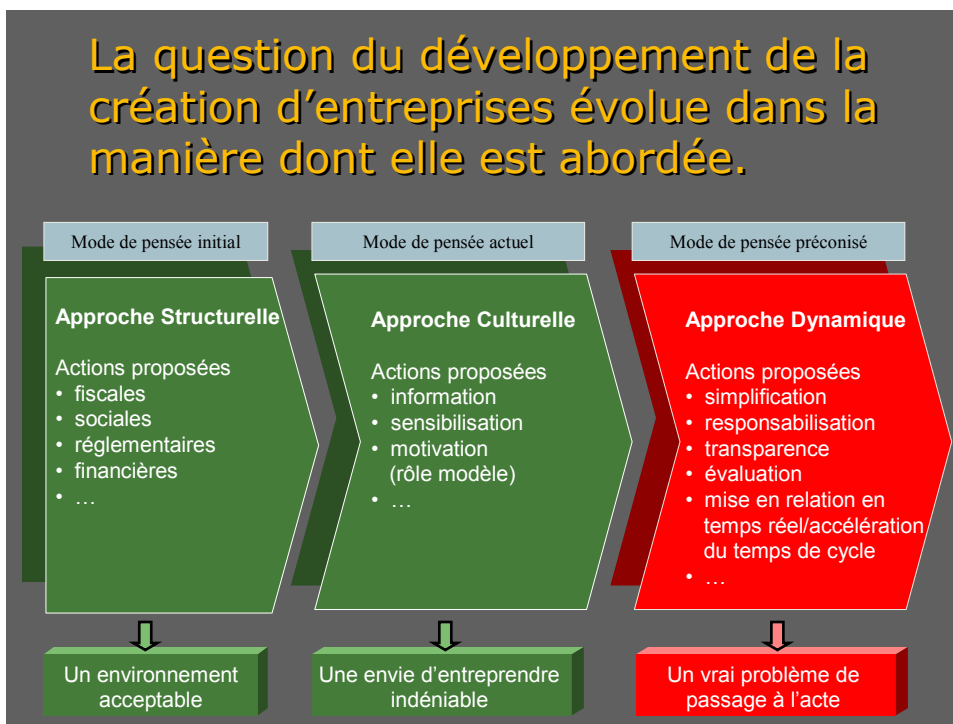 La question du développement de la
création d’entreprises évolue dans la
manière dont elle est abordée.
Mode de pensée initial
Approche Structurelle
Actions proposées
• fiscales
• sociales
• réglementaires
• financières
• …
Un environnement
acceptable
Mode de pensée actuel
Approche Culturelle
Actions proposées
• information
• sensibilisation
• motivation
(rôle modèle)
• …
Une envie d’entreprendre
indéniable
Mode de pensée préconisé
Approche Dynamique
Actions proposées
• simplification
• responsabilisation
• transparence
• évaluation
• mise en relation en
temps réel/accélération
du temps de cycle
• …
Un vrai problème de
passage à l’acte